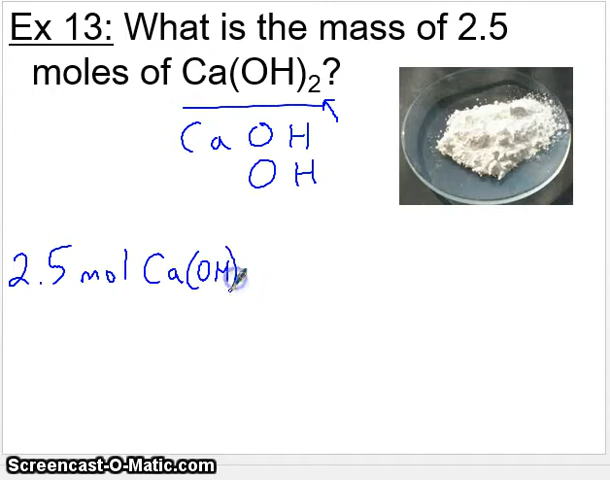 Ex 13: What is the mass of 2.5
moles of Ca(OH)₂?
Ca O H
O H
2.5 mol Ca(OH)
Screencast-O-Matic.com